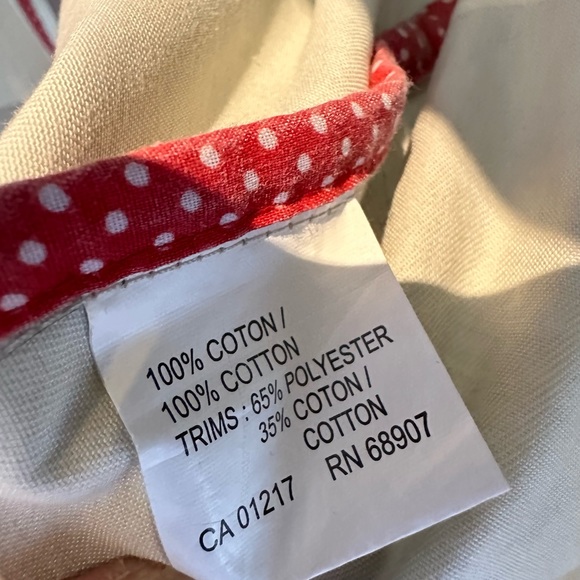 100% COTON /
100% COTTON
TRIMS : 65% POLYESTER
35% COTON /
COTTON
CA 01217 RN 68907